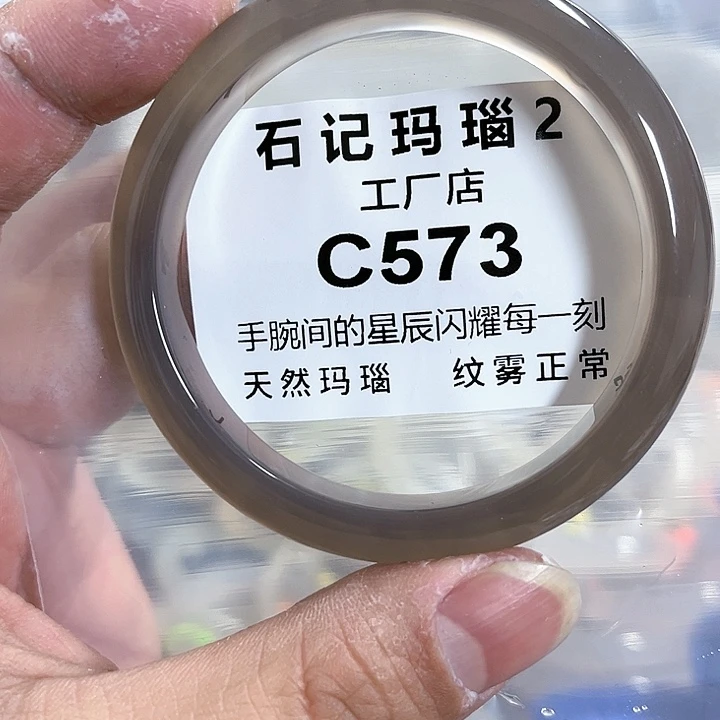 石记玛瑙2
工厂店
C573
手腕间的星辰闪耀每一刻
天然玛瑙 纹雾正常